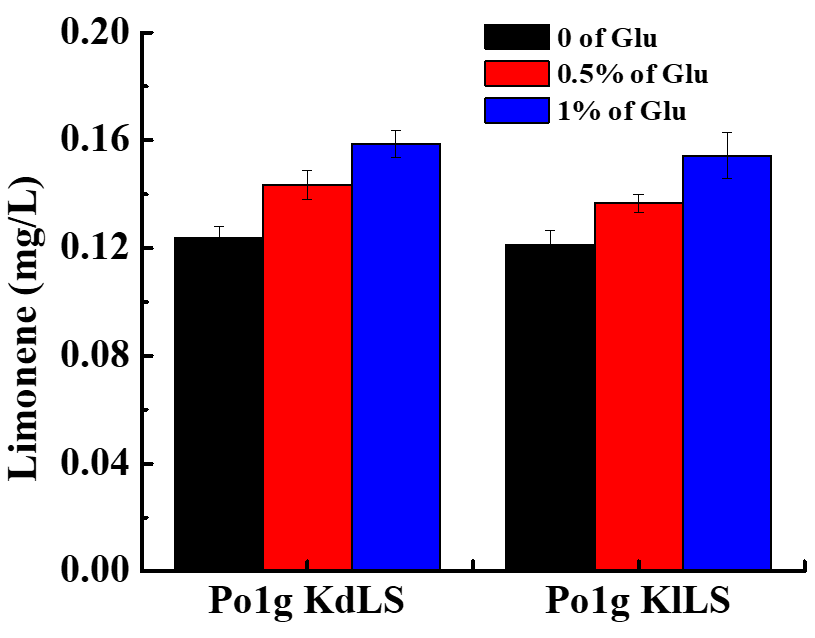 0.20
0.16
0.12
0.08
0.04
0.00
Limonene (mg/L)
0 of Glu
0.5% of Glu
1% of Glu
Po1g KdLS
Po1g KlLS